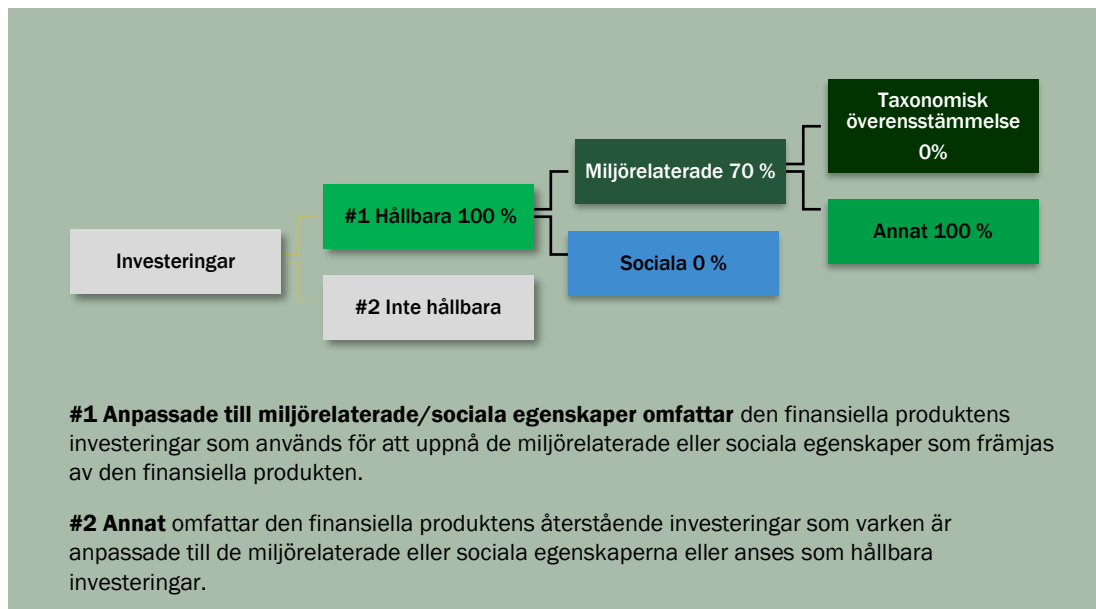 Taxonomisk
överensstämmelse
0%
Miljörelaterade 70 %
#1 Hållbara 100 %
Annat 100 %
Investeringar
Sociala 0 %
#2 Inte hållbara
#1 Anpassade till miljörelaterade/sociala egenskaper omfattar den finansiella produktens
investeringar som används för att uppnå de miljörelaterade eller sociala egenskaper som främjas
av den finansiella produkten.
#2 Annat omfattar den finansiella produktens återstående investeringar som varken är
anpassade till de miljörelaterade eller sociala egenskaperna eller anses som hållbara
investeringar.